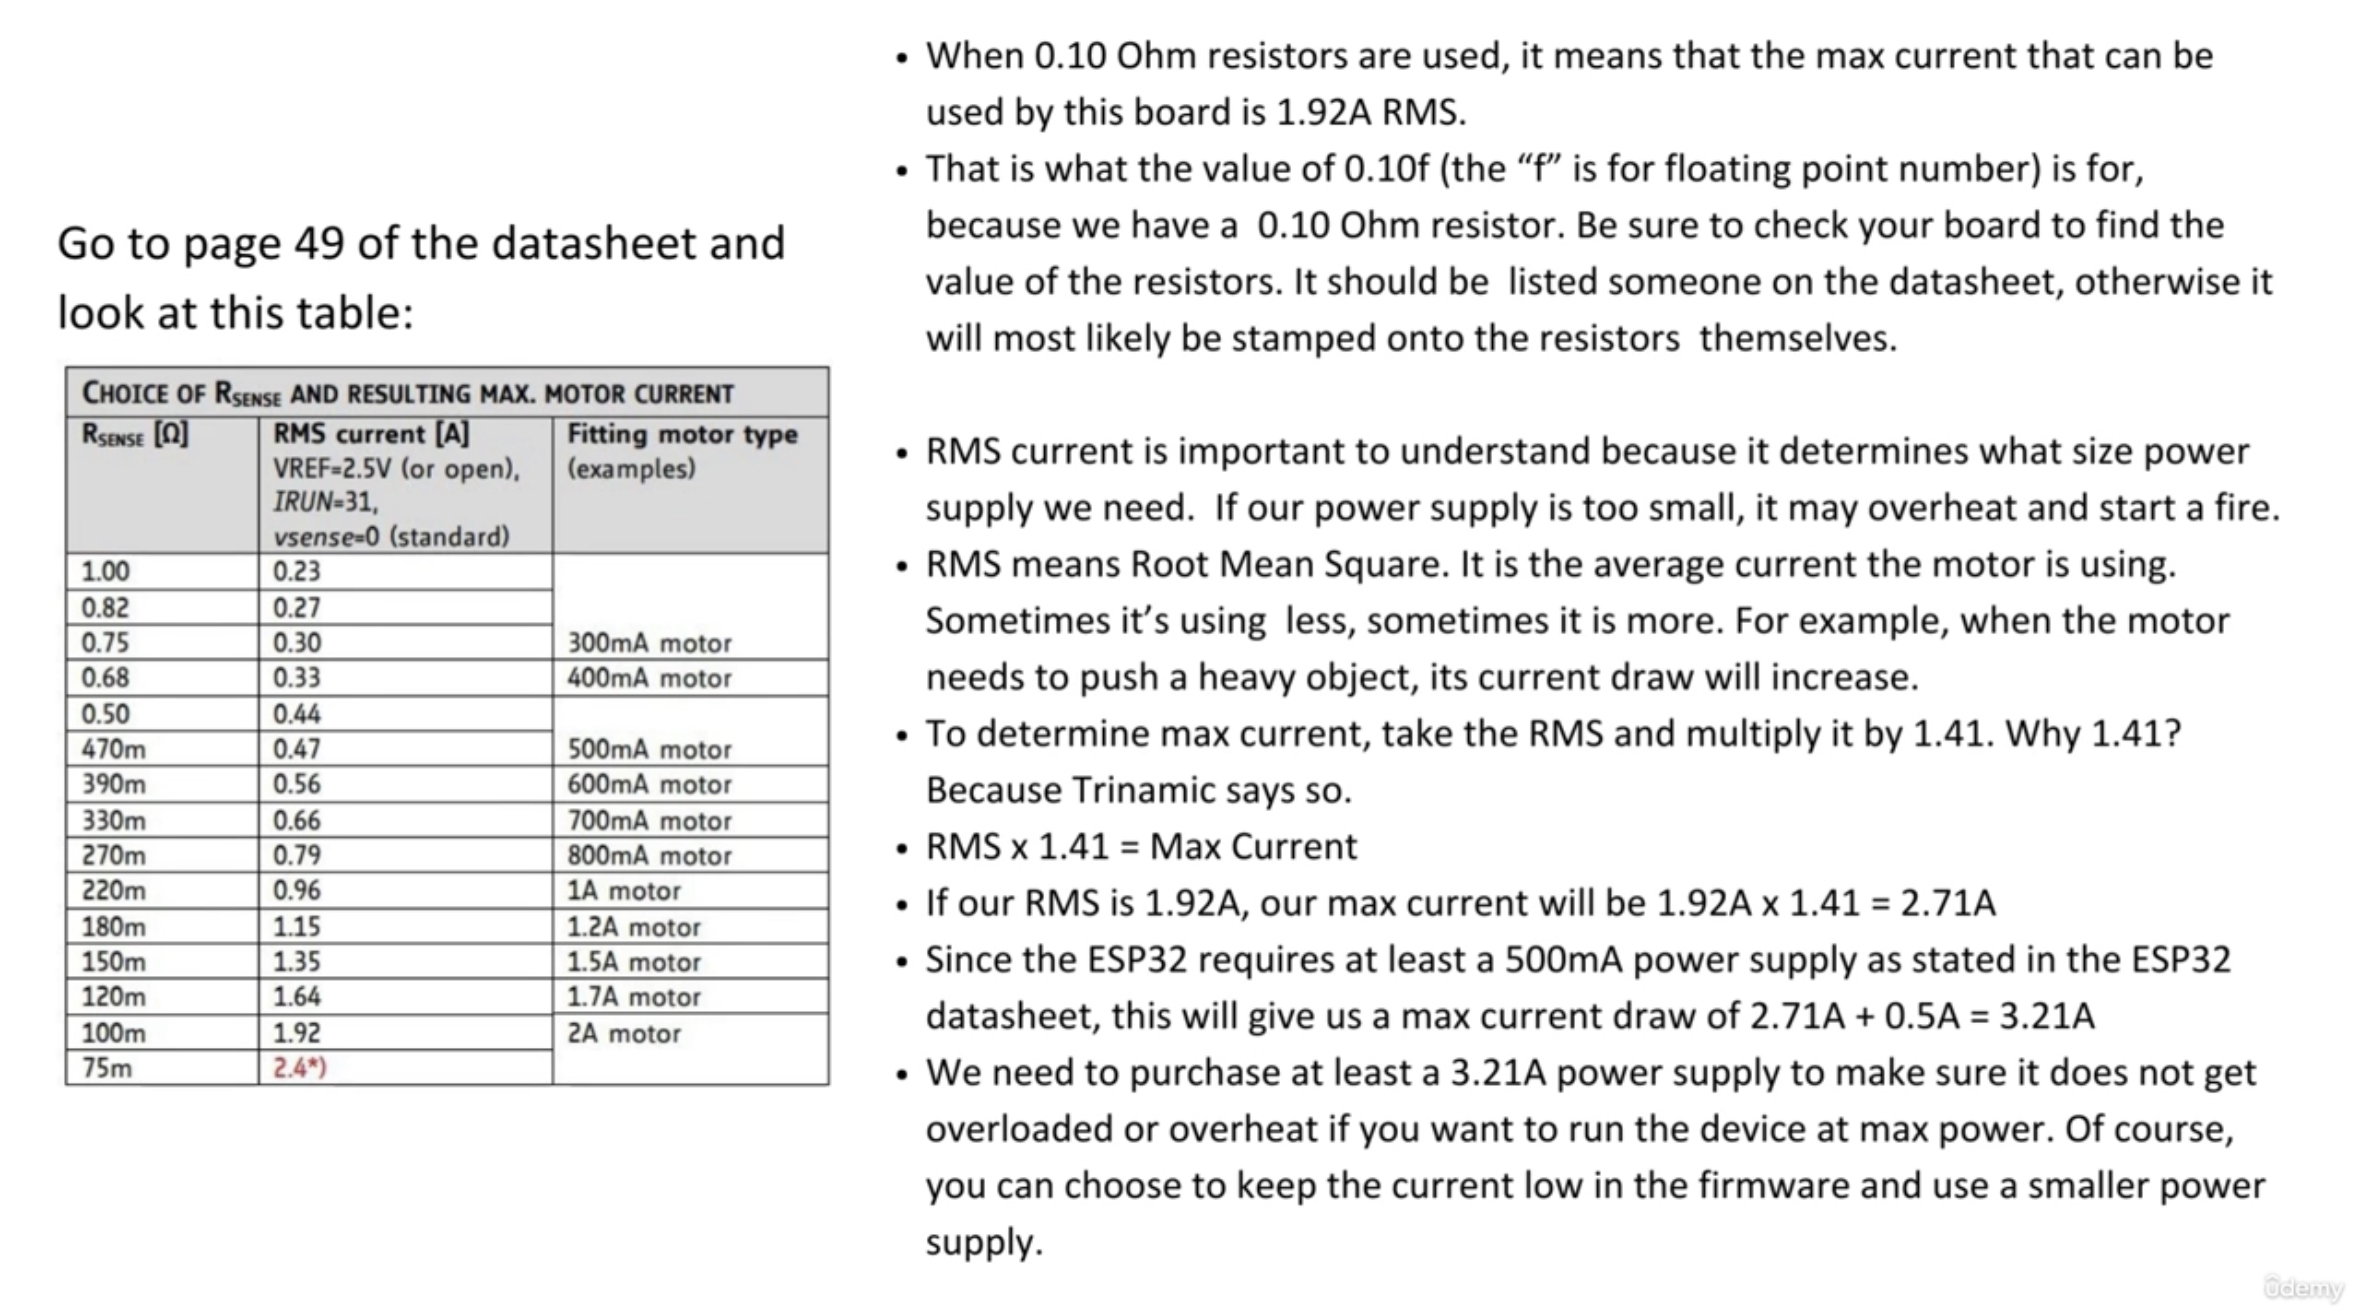 Go to page 49 of the datasheet and
look at this table:
CHOICE OF RSENSE AND RESULTING MAX. MOTOR CURRENT
RSENSE [Ω] RMS current [A] Fitting motor type
VREF=2.5V (or open), (examples)
IRUN=31,
vsense=0 (standard)
1.00 0.23
0.82 0.27
0.75 0.30 300mA motor
0.68 0.33 400mA motor
0.50 0.44
470m 0.47 500mA motor
390m 0.56 600mA motor
330m 0.66 700mA motor
270m 0.79 800mA motor
220m 0.96 1A motor
180m 1.15 1.2A motor
150m 1.35 1.5A motor
120m 1.64 1.7A motor
100m 1.92 2A motor
75m 2.4*)
• When 0.10 Ohm resistors are used, it means that the max current that can be
used by this board is 1.92A RMS.
• That is what the value of 0.10f (the “f” is for floating point number) is for,
because we have a 0.10 Ohm resistor. Be sure to check your board to find the
value of the resistors. It should be listed someone on the datasheet, otherwise it
will most likely be stamped onto the resistors themselves.
• RMS current is important to understand because it determines what size power
supply we need. If our power supply is too small, it may overheat and start a fire.
• RMS means Root Mean Square. It is the average current the motor is using.
Sometimes it’s using less, sometimes it is more. For example, when the motor
needs to push a heavy object, its current draw will increase.
• To determine max current, take the RMS and multiply it by 1.41. Why 1.41?
Because Trinamic says so.
• RMS x 1.41 = Max Current
• If our RMS is 1.92A, our max current will be 1.92A x 1.41 = 2.71A
• Since the ESP32 requires at least a 500mA power supply as stated in the ESP32
datasheet, this will give us a max current draw of 2.71A + 0.5A = 3.21A
• We need to purchase at least a 3.21A power supply to make sure it does not get
overloaded or overheat if you want to run the device at max power. Of course,
you can choose to keep the current low in the firmware and use a smaller power
supply.
ûdemy